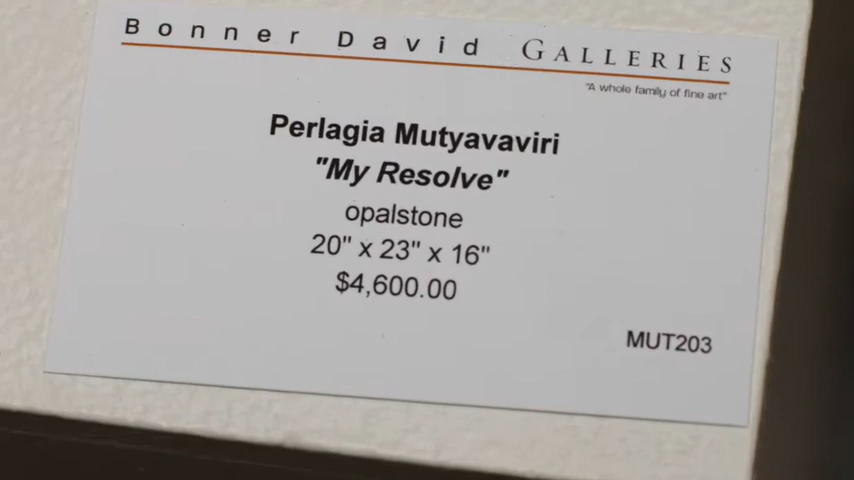 Bonner David GALLERIES
"A whole family of fine art"
Perlagia Mutyavaviri
"My Resolve"
opalstone
20" x 23" x 16"
$4,600.00
MUT203